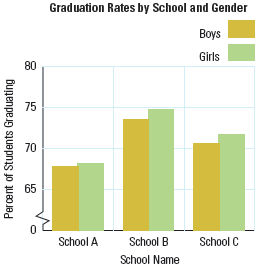 Graduation Rates by School and Gender
Boys
Girls
Percent of Students Graduating
80
75
70
65
0
School A
School B
School C
School Name